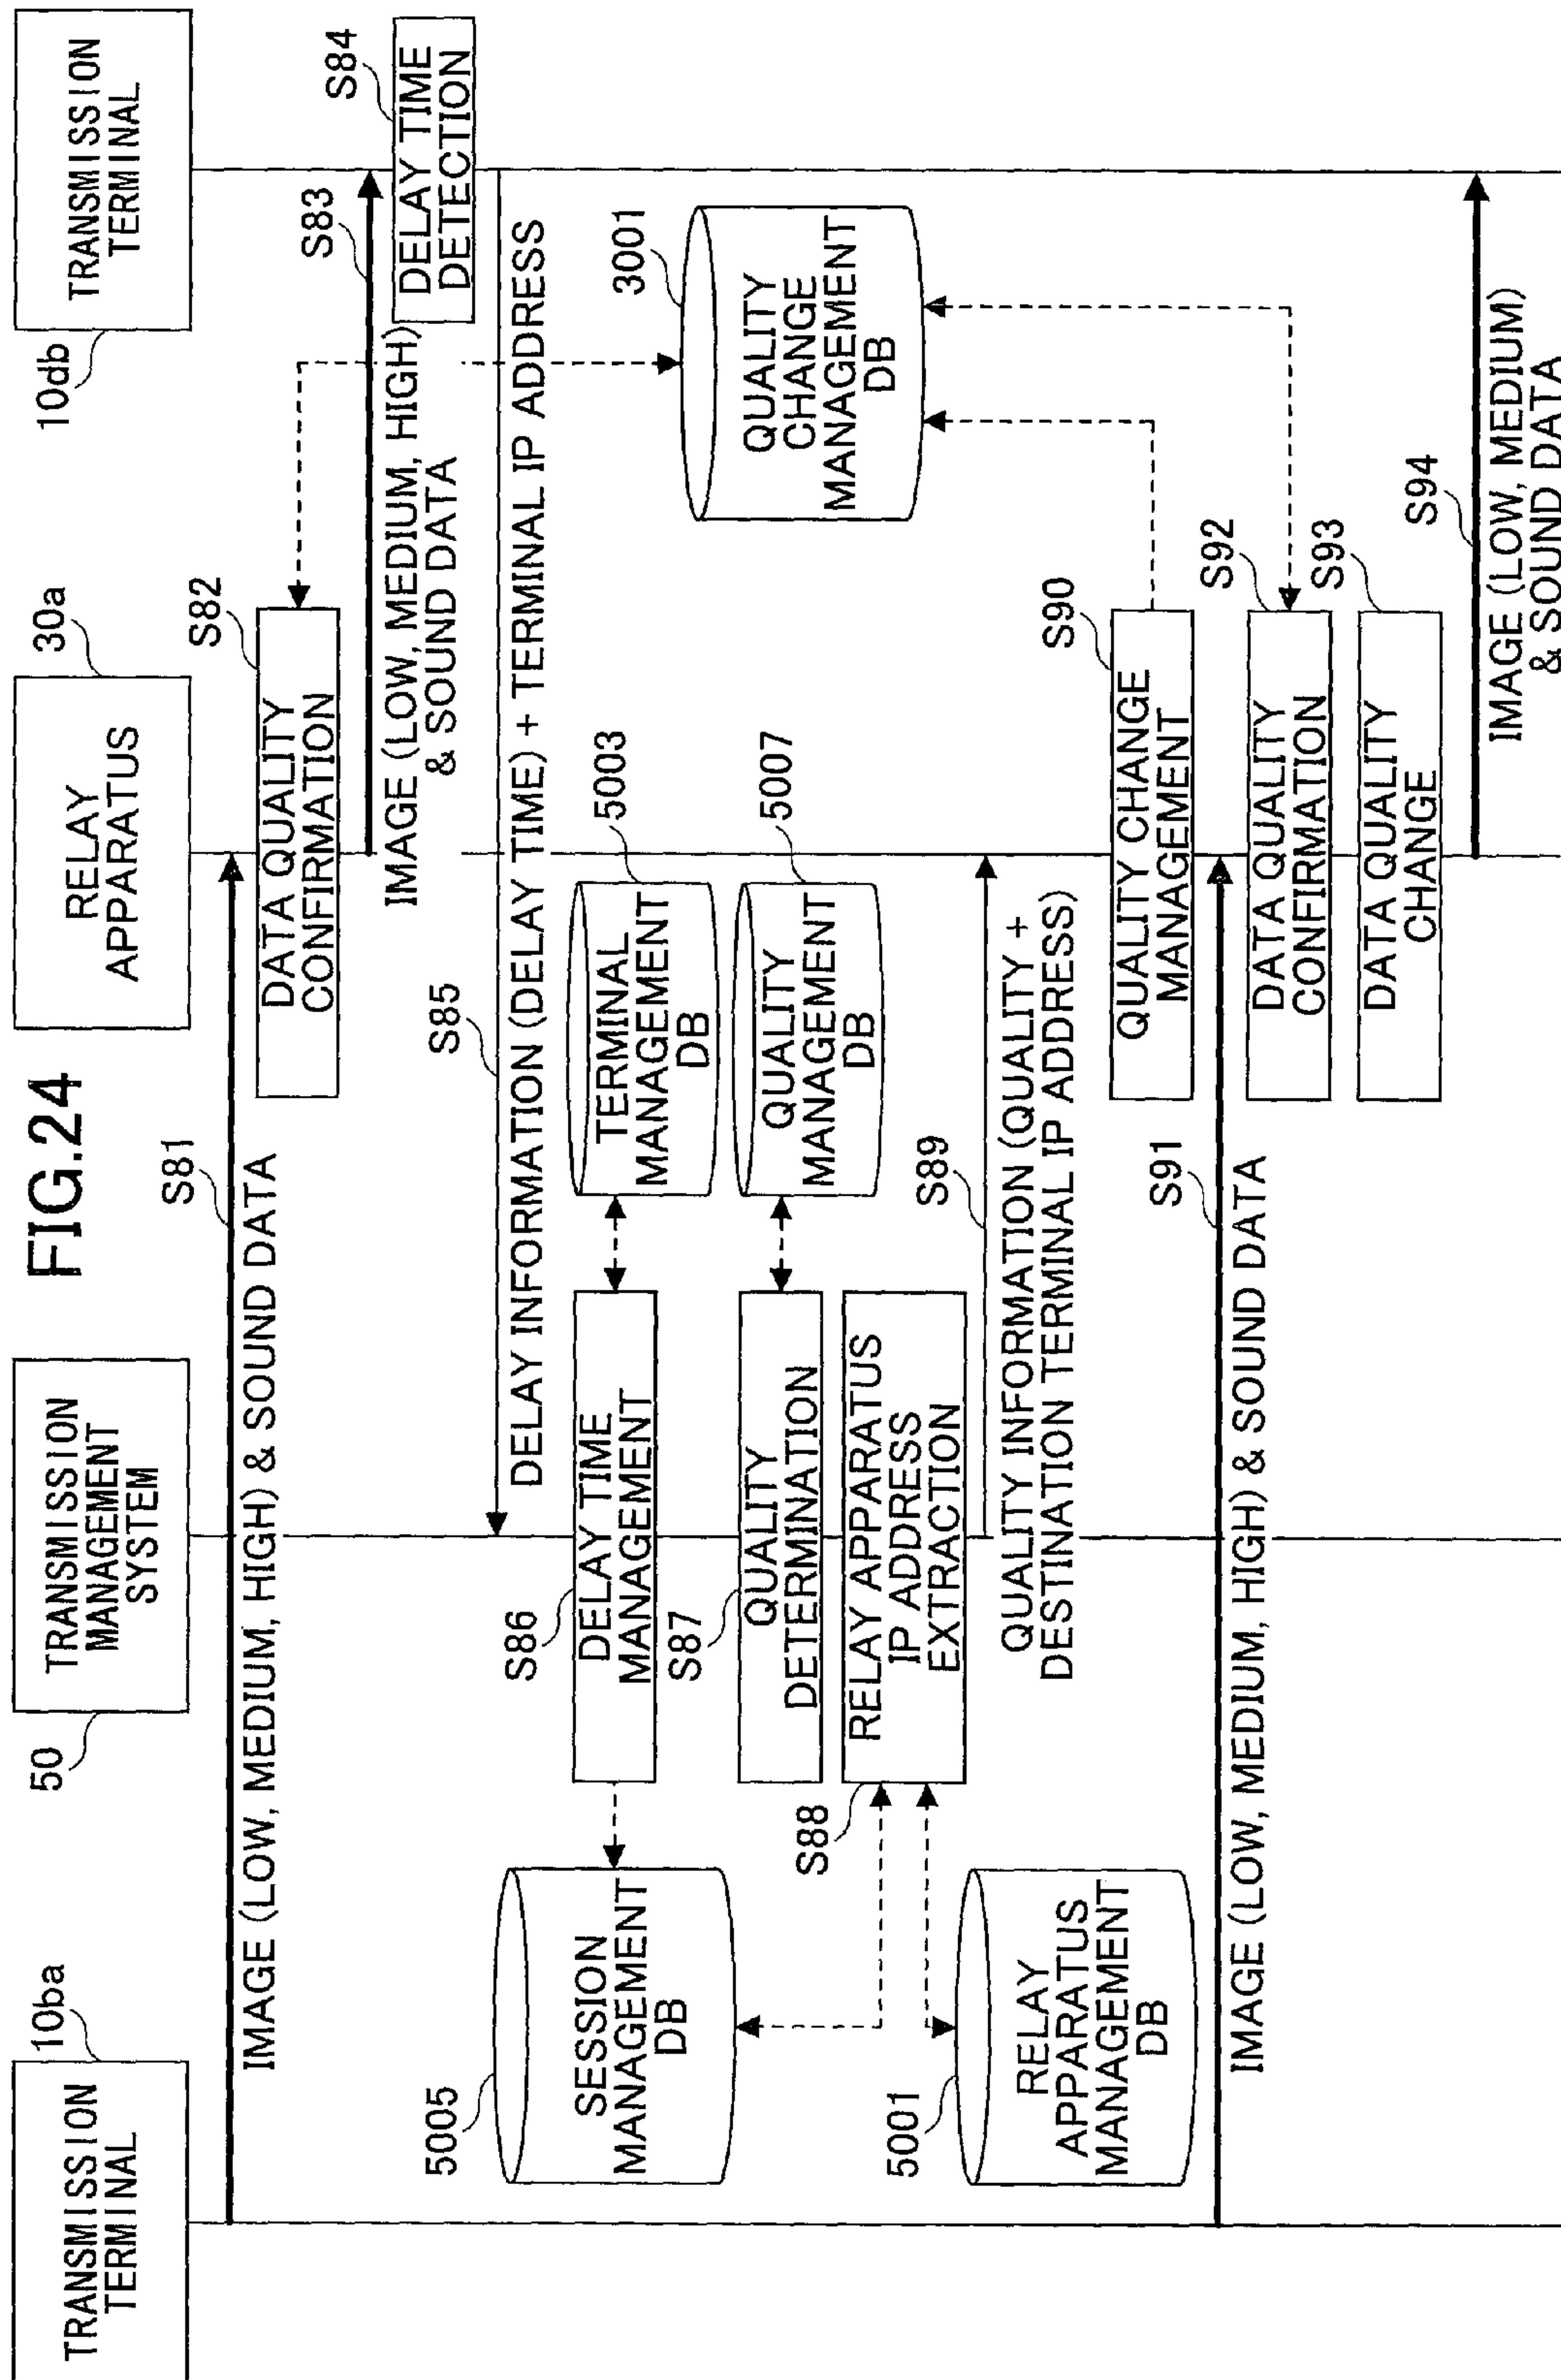 FIG.24
10ba
TRANSMISSION
TERMINAL
50
TRANSMISSION
MANAGEMENT
SYSTEM
30a
RELAY
APPARATUS
10db
TRANSMISSION
TERMINAL
S81
IMAGE (LOW, MEDIUM, HIGH) & SOUND DATA
S82
DATA QUALITY
CONFIRMATION
S83
IMAGE (LOW, MEDIUM, HIGH)
& SOUND DATA
S84
DELAY TIME
DETECTION
S85
DELAY INFORMATION (DELAY TIME) + TERMINAL IP ADDRESS
5005
SESSION
MANAGEMENT
DB
S86
DELAY TIME
MANAGEMENT
5003
TERMINAL
MANAGEMENT
DB
3001
QUALITY
CHANGE
MANAGEMENT
DB
S87
QUALITY
DETERMINATION
5007
QUALITY
MANAGEMENT
DB
S88
RELAY APPARATUS
IP ADDRESS
EXTRACTION
5001
RELAY
APPARATUS
MANAGEMENT
DB
S89
QUALITY INFORMATION (QUALITY +
DESTINATION TERMINAL IP ADDRESS)
S90
QUALITY CHANGE
MANAGEMENT
S91
IMAGE (LOW, MEDIUM, HIGH) & SOUND DATA
S92
DATA QUALITY
CONFIRMATION
S93
DATA QUALITY
CHANGE
S94
IMAGE (LOW, MEDIUM)
& SOUND DATA